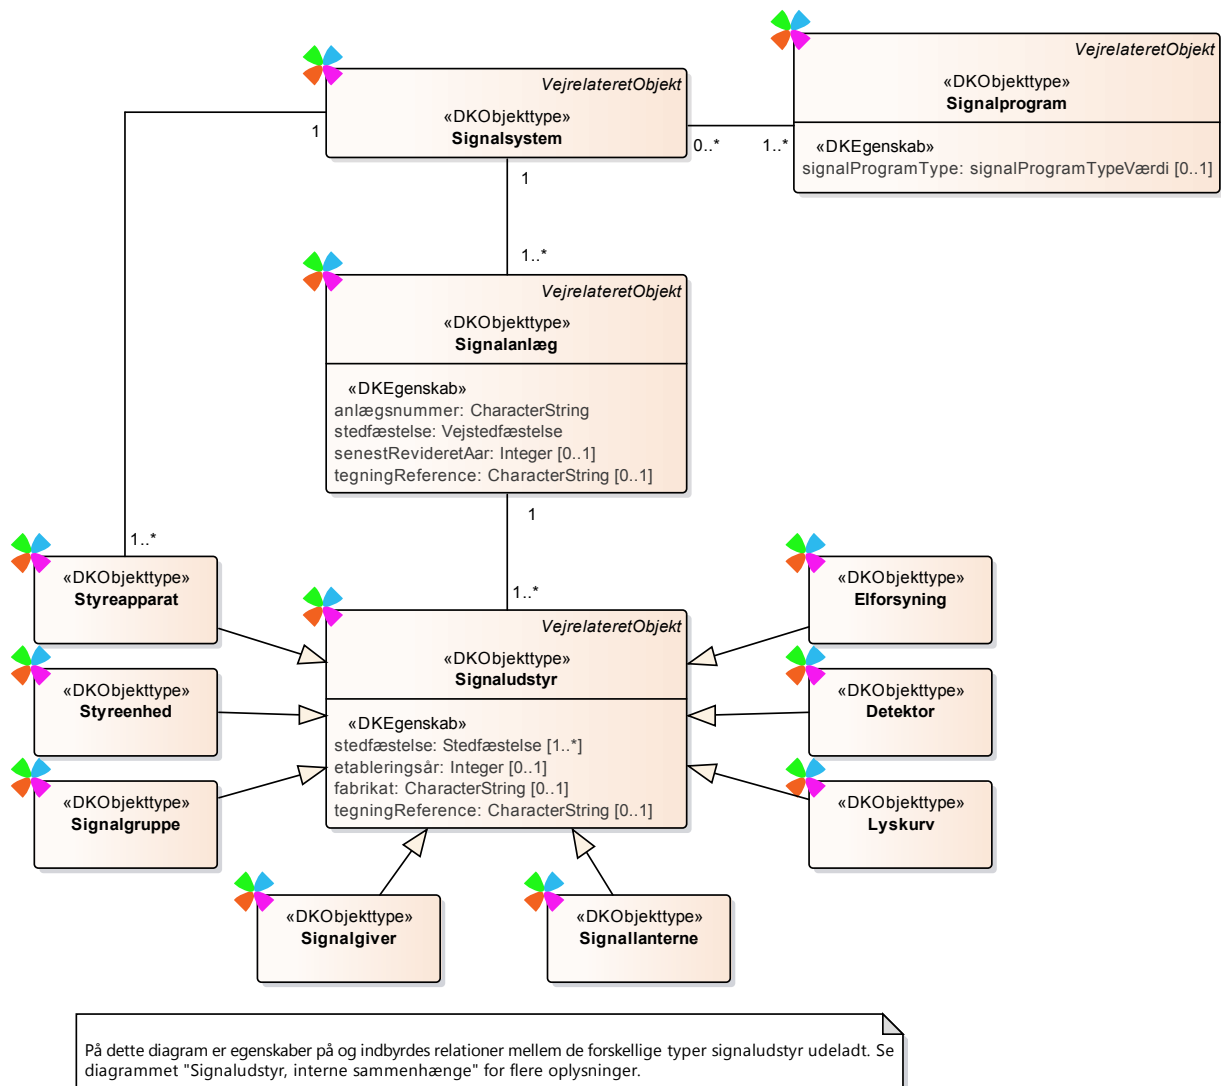 VejrelateretObjekt
«DKObjekttype»
Signalsystem
VejrelateretObjekt
«DKObjekttype»
Signalprogram
«DKEgenskab»
signalProgramType: signalProgramTypeVærdi [0..1]
1
0..*
1..*
1
1..*
VejrelateretObjekt
«DKObjekttype»
Signalanlæg
«DKEgenskab»
anlægsnummer: CharacterString
stedfæstelse: Vejstedfæstelse
senestRevideretAar: Integer [0..1]
tegningReference: CharacterString [0..1]
1
1..*
1..*
«DKObjekttype»
Styreapparat
«DKObjekttype»
Styreenhed
«DKObjekttype»
Signalgruppe
VejrelateretObjekt
«DKObjekttype»
Signaludstyr
«DKEgenskab»
stedfæstelse: Stedfæstelse [1..*]
etableringsår: Integer [0..1]
fabrikat: CharacterString [0..1]
tegningReference: CharacterString [0..1]
«DKObjekttype»
Elforsyning
«DKObjekttype»
Detektor
«DKObjekttype»
Lyskurv
«DKObjekttype»
Signalgiver
«DKObjekttype»
Signallanterne
På dette diagram er egenskaber på og indbyrdes relationer mellem de forskellige typer signaludstyr udeladt. Se
diagrammet "Signaludstyr, interne sammenhænge" for flere oplysninger.